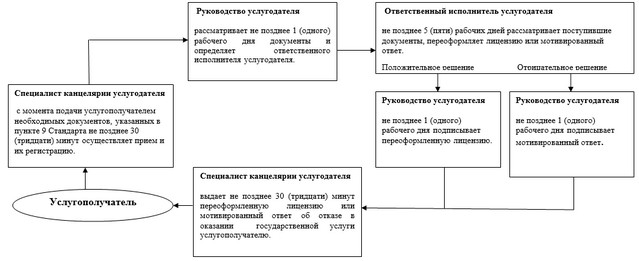 Руководство услугодателя
рассматривает не позднее 1 (одного)
рабочего дня документы и
определяет ответственного
исполнителя услугодателя.
Ответственный исполнитель услугодателя
не позднее 5 (пяти) рабочих дней рассматривает поступившие
документы, переоформляет лицензию или мотивированный
ответ.
Положительное решение
Отрицательное решение
Специалист канцелярии услугодателя
с момента подачи услугополучателем
необходимых документов, указанных в
пункте 9 Стандарта не позднее 30
(тридцати) минут осуществляет прием и
их регистрацию.
Руководство услугодателя
не позднее 1 (одного)
рабочего дня подписывает
переоформленную лицензию.
Руководство услугодателя
не позднее 1 (одного)
рабочего дня подписывает
мотивированный ответ.
Специалист канцелярии услугодателя
выдает не позднее 30 (тридцати) минут
переоформленную лицензию или
мотивированный ответ об отказе в
оказании государственной услуги
услугополучателю.
Услугополучатель